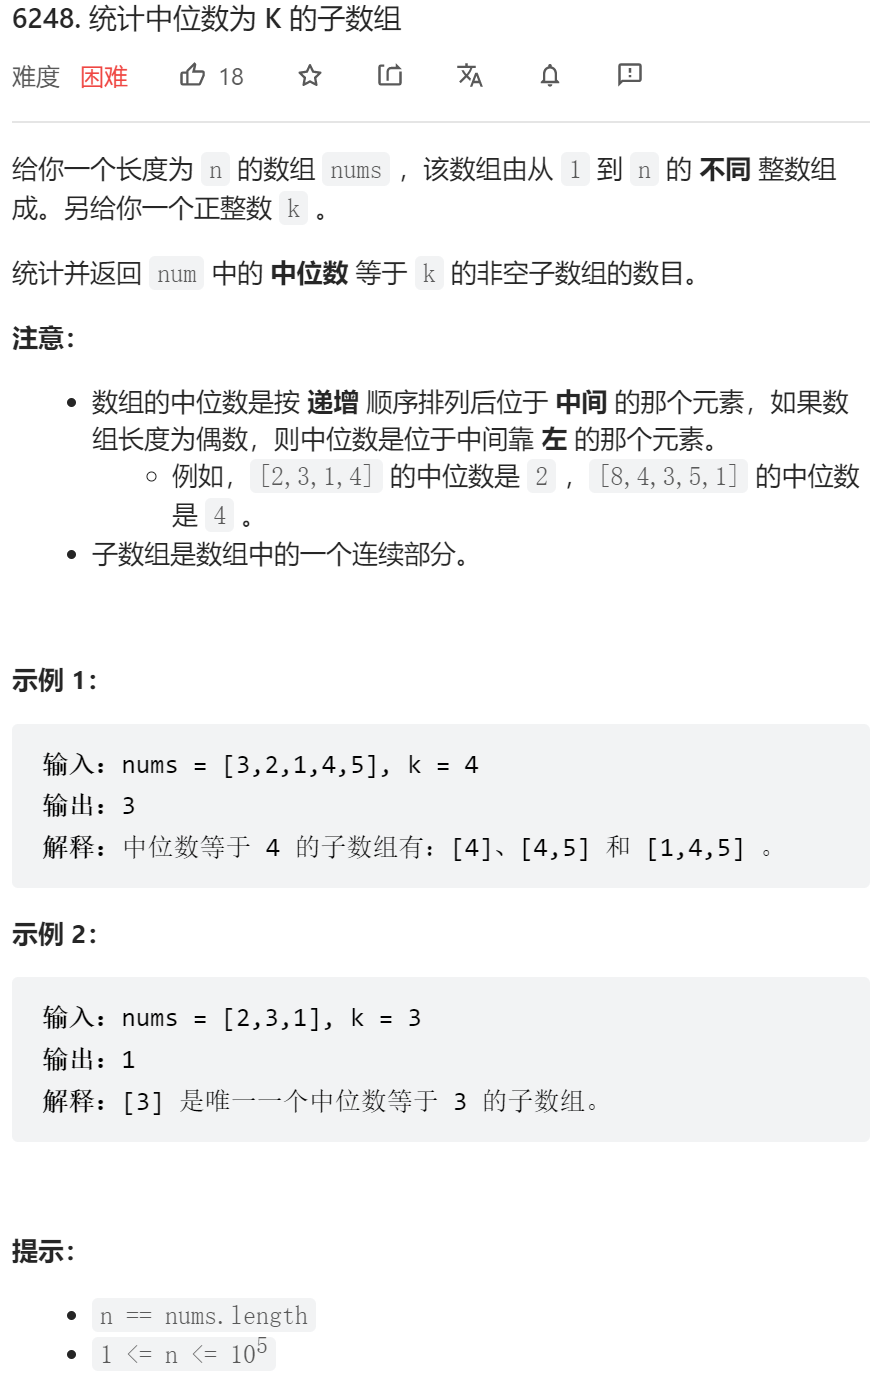 6248. 统计中位数为 K 的子数组
难度 困难 18
给你一个长度为 n 的数组 nums ，该数组由从 1 到 n 的 不同 整数组
成。另给你一个正整数 k 。
统计并返回 num 中的 中位数 等于 k 的非空子数组的数目。
注意：
• 数组的中位数是按 递增 顺序排列后位于 中间 的那个元素，如果数
组长度为偶数，则中位数是位于中间靠 左 的那个元素。
◦ 例如，[2,3,1,4] 的中位数是 2 ，[8,4,3,5,1] 的中位数
是 4 。
• 子数组是数组中的一个连续部分。
示例 1：
输入：nums = [3,2,1,4,5], k = 4
输出：3
解释：中位数等于 4 的子数组有：[4]、[4,5] 和 [1,4,5] 。
示例 2：
输入：nums = [2,3,1], k = 3
输出：1
解释：[3] 是唯一一个中位数等于 3 的子数组。
提示：
• n == nums.length
• 1 <= n <= 10⁵